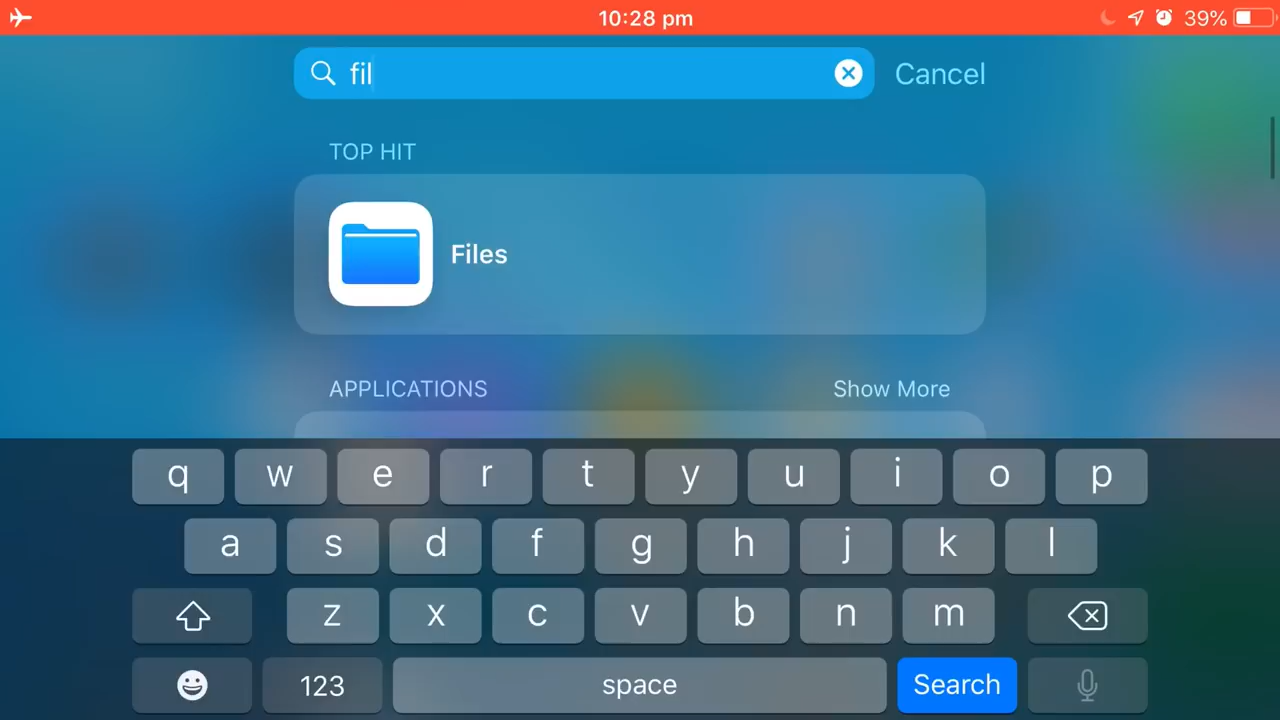 10:28 pm 39%
fil Cancel
TOP HIT
Files
APPLICATIONS Show More
q w e r t y u i o p
a s d f g h j k l
z x c v b n m
123 space Search